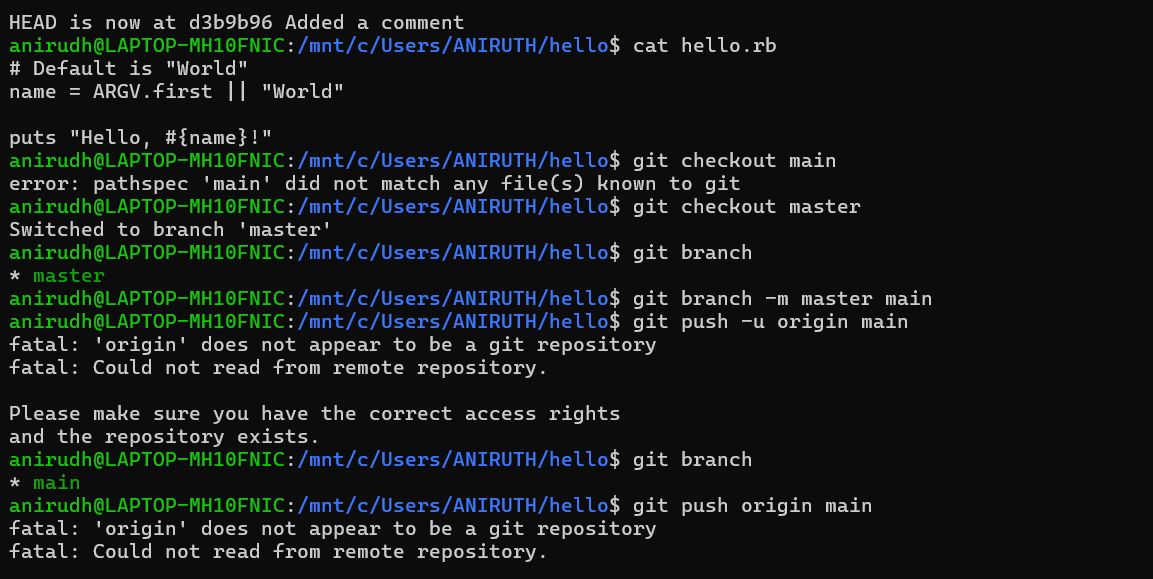 HEAD is now at d3b9b96 Added a comment
anirudh@LAPTOP-MH10FNIC:/mnt/c/Users/ANIRUTH/hello$ cat hello.rb
# Default is "World"
name = ARGV.first || "World"

puts "Hello, #{name}!"
anirudh@LAPTOP-MH10FNIC:/mnt/c/Users/ANIRUTH/hello$ git checkout main
error: pathspec 'main' did not match any file(s) known to git
anirudh@LAPTOP-MH10FNIC:/mnt/c/Users/ANIRUTH/hello$ git checkout master
Switched to branch 'master'
anirudh@LAPTOP-MH10FNIC:/mnt/c/Users/ANIRUTH/hello$ git branch
* master
anirudh@LAPTOP-MH10FNIC:/mnt/c/Users/ANIRUTH/hello$ git branch -m master main
anirudh@LAPTOP-MH10FNIC:/mnt/c/Users/ANIRUTH/hello$ git push -u origin main
fatal: 'origin' does not appear to be a git repository
fatal: Could not read from remote repository.

Please make sure you have the correct access rights
and the repository exists.
anirudh@LAPTOP-MH10FNIC:/mnt/c/Users/ANIRUTH/hello$ git branch
* main
anirudh@LAPTOP-MH10FNIC:/mnt/c/Users/ANIRUTH/hello$ git push origin main
fatal: 'origin' does not appear to be a git repository
fatal: Could not read from remote repository.